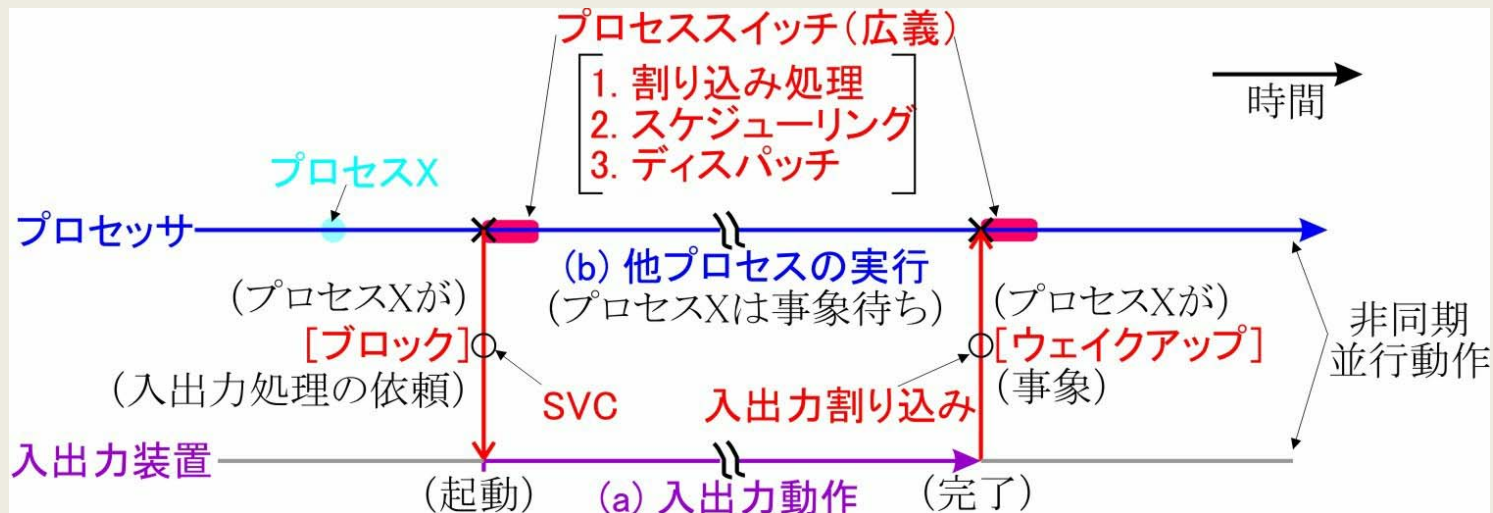 プロセススイッチ(広義)
1. 割り込み処理
2. スケジューリング
3. ディスパッチ
時間
プロセスX
プロセッサ
(b) 他プロセスの実行
(プロセスXは事象待ち)
(プロセスXが)
[ブロック]
(入出力処理の依頼)
SVC
入出力割り込み
(プロセスXが)
[ウェイクアップ]
(事象)
非同期
並行動作
入出力装置
(起動)
(a) 入出力動作
(完了)